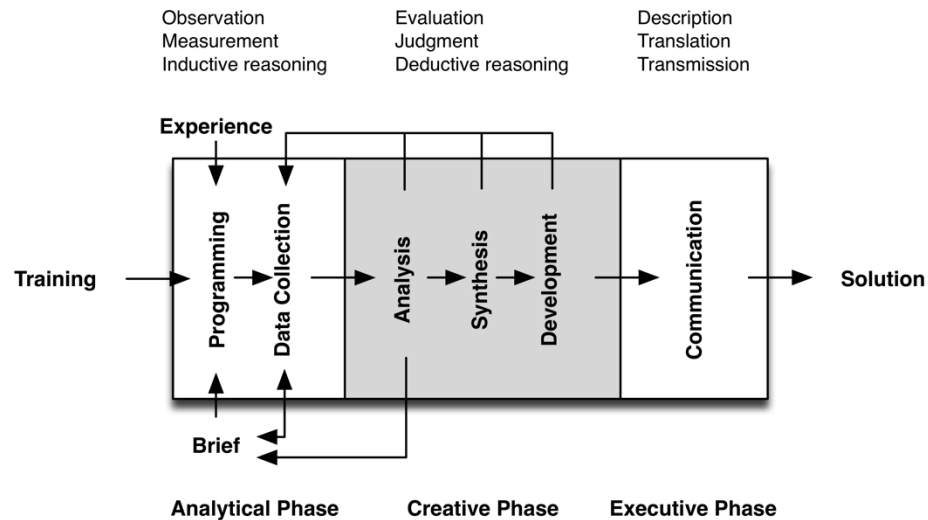 Observation
Measurement
Inductive reasoning
Evaluation
Judgment
Deductive reasoning
Description
Translation
Transmission
Experience
Training
Programming
Data Collection
Analysis
Synthesis
Development
Communication
Solution
Brief
Analytical Phase
Creative Phase
Executive Phase